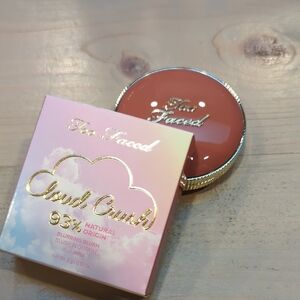 Too Faced
Too Faced
Cloud Crush
93% NATURAL
ORIGIN
BLURRING BLUSH